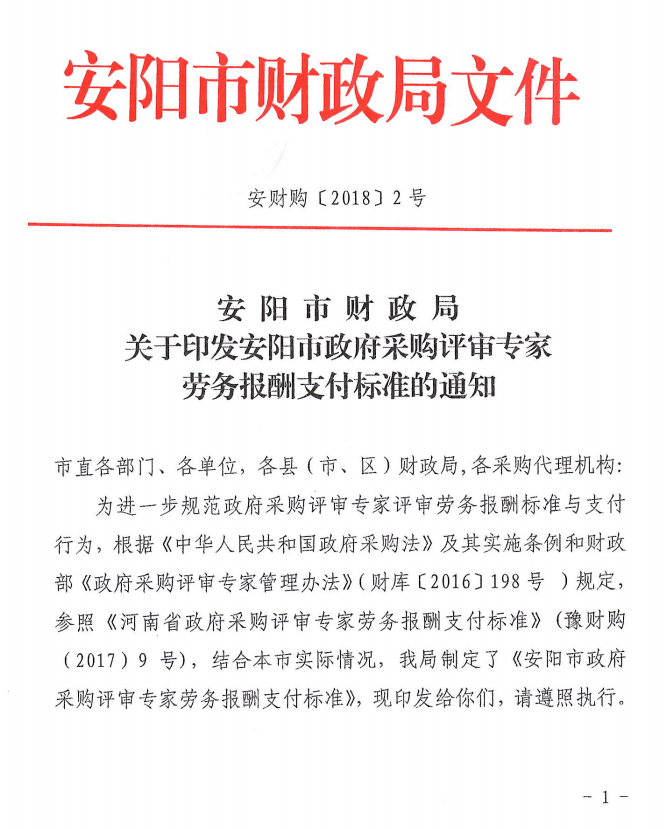 安阳市财政局文件
安财购〔2018〕2号
安阳市财政局
关于印发安阳市政府采购评审专家
劳务报酬支付标准的通知
市直各部门、各单位，各县（市、区）财政局,各采购代理机构:
为进一步规范政府采购评审专家评审劳务报酬标准与支付
行为，根据《中华人民共和国政府采购法》及其实施条例和财政
部《政府采购评审专家管理办法》（财库〔2016〕198号 ）规定，
参照《河南省政府采购评审专家劳务报酬支付标准》（豫财购
（2017）9 号），结合本市实际情况，我局制定了《安阳市政府
采购评审专家劳务报酬支付标准》，现印发给你们，请遵照执行。
- 1 -